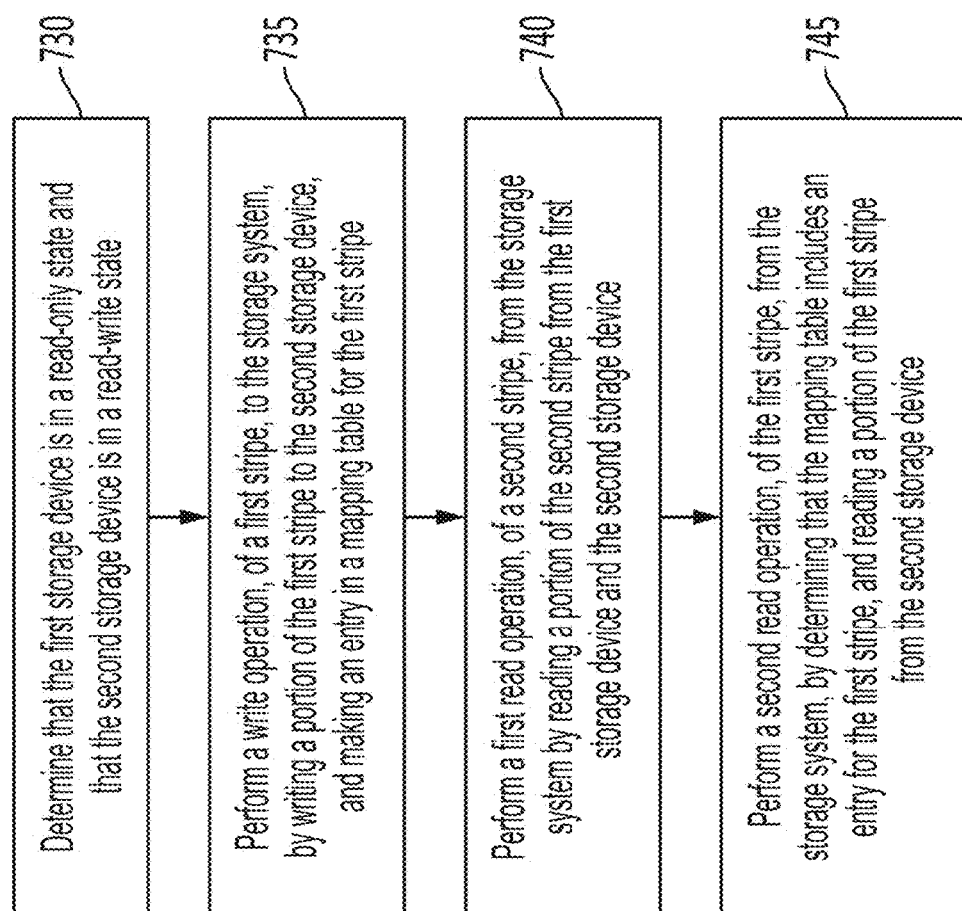 730
Determine that the first storage device is in a read-only state and
that the second storage device is in a read-write state
735
Perform a write operation, of a first stripe, to the storage system,
by writing a portion of the first stripe to the second storage device,
and making an entry in a mapping table for the first stripe
740
Perform a first read operation, of a second stripe, from the storage
system by reading a portion of the second stripe from the first
storage device and the second storage device
745
Perform a second read operation, of the first stripe, from the
storage system, by determining that the mapping table includes an
entry for the first stripe, and reading a portion of the first stripe
from the second storage device